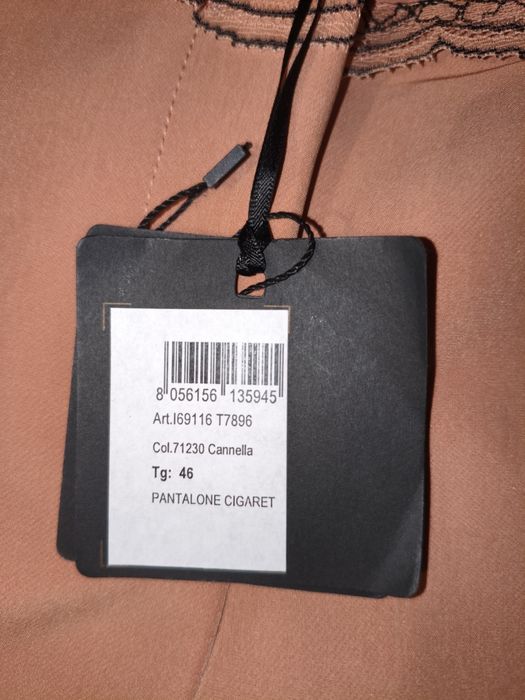 8 056156 135945
Art.I69116 T7896
Col.71230 Cannella
Tg: 46
PANTALONE CIGARET